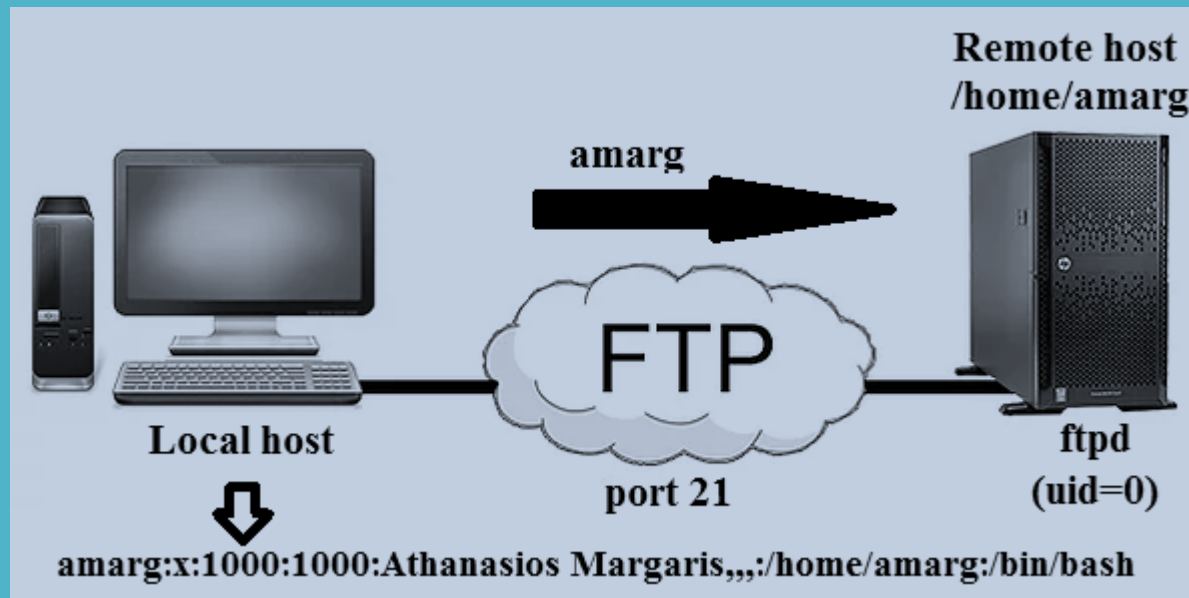 Remote host
/home/amarg
amarg
FTP
Local host
port 21
ftpd
(uid=0)
amarg:x:1000:1000:Athanasios Margaris,,,:/home/amarg:/bin/bash